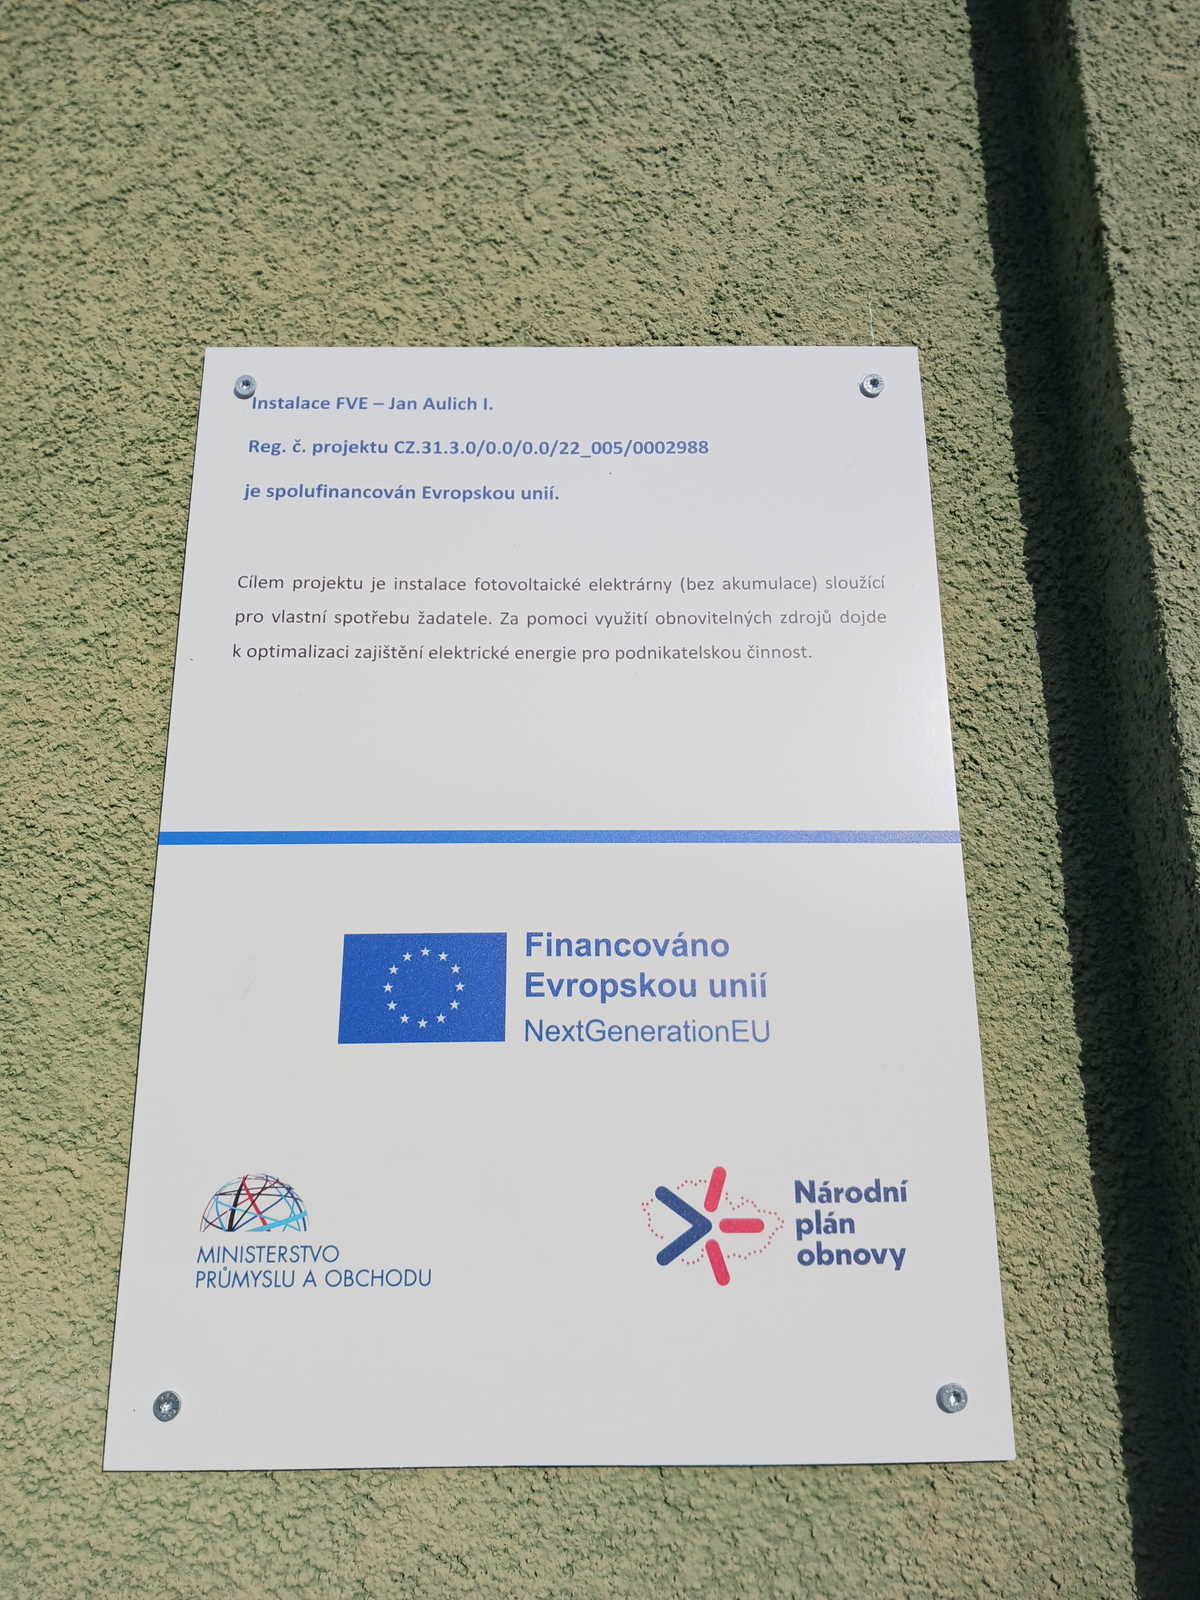 Instalace FVE – Jan Aulich I.
Reg. č. projektu CZ.31.3.0/0.0/0.0/22_005/0002988
je spolufinancován Evropskou unií.
Cílem projektu je instalace fotovoltaické elektrárny (bez akumulace) sloužící
pro vlastní spotřebu žadatele. Za pomoci využití obnovitelných zdrojů dojde
k optimalizaci zajištění elektrické energie pro podnikatelskou činnost.
Financováno
Evropskou unií
NextGenerationEU
MINISTERSTVO
PRŮMYSLU A OBCHODU
Národní
plán
obnovy